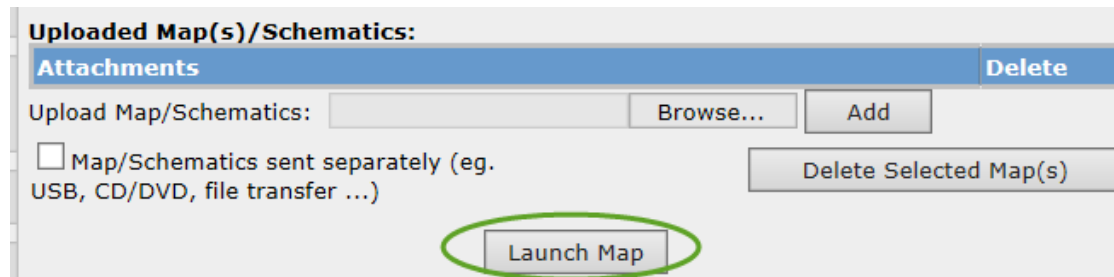 Uploaded Map(s)/Schematics:
Attachments Delete
Upload Map/Schematics: Browse... Add
Map/Schematics sent separately (eg.
USB, CD/DVD, file transfer ...)
Delete Selected Map(s)
Launch Map